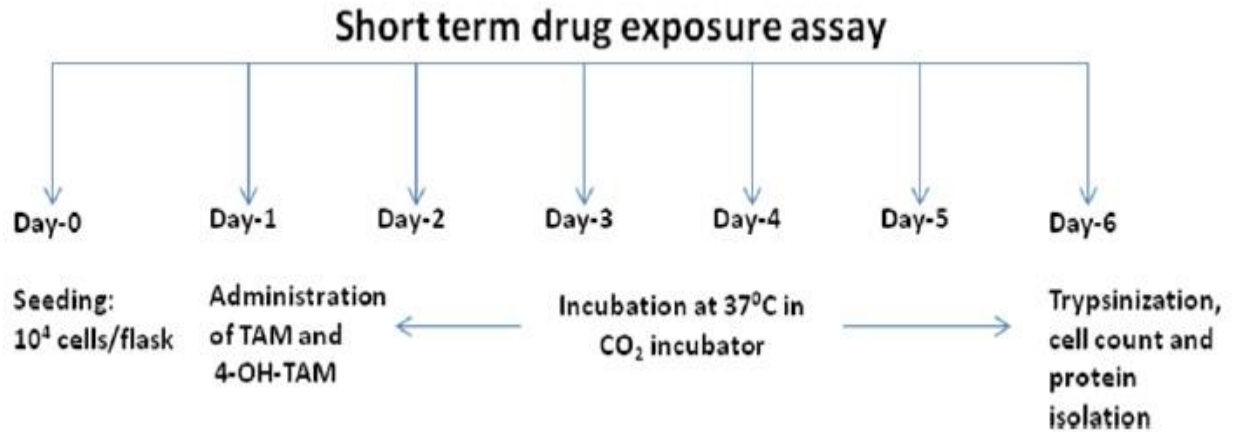 Short term drug exposure assay
Day-0
Day-1
Day-2
Day-3
Day-4
Day-5
Day-6
Seeding:
10⁴ cells/flask
Administration
of TAM and
4-OH-TAM
Incubation at 37⁰C in
CO₂ incubator
Trypsinization,
cell count and
protein
isolation